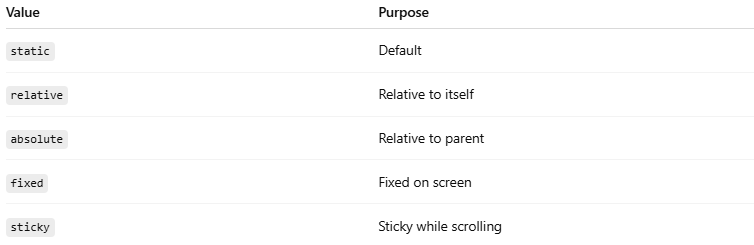 Value Purpose
static Default
relative Relative to itself
absolute Relative to parent
fixed Fixed on screen
sticky Sticky while scrolling